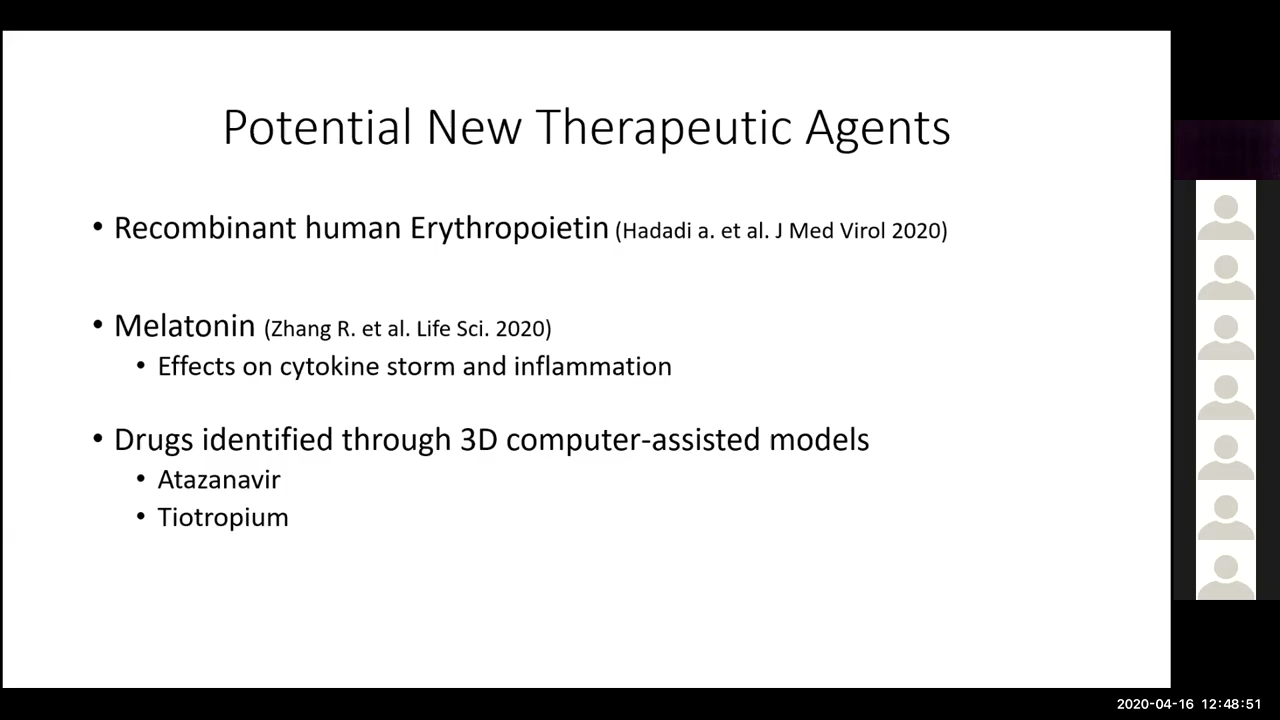 Potential New Therapeutic Agents
• Recombinant human Erythropoietin (Hadadi a. et al. J Med Virol 2020)
• Melatonin (Zhang R. et al. Life Sci. 2020)
• Effects on cytokine storm and inflammation
• Drugs identified through 3D computer-assisted models
• Atazanavir
• Tiotropium
2020-04-16 12:48:51